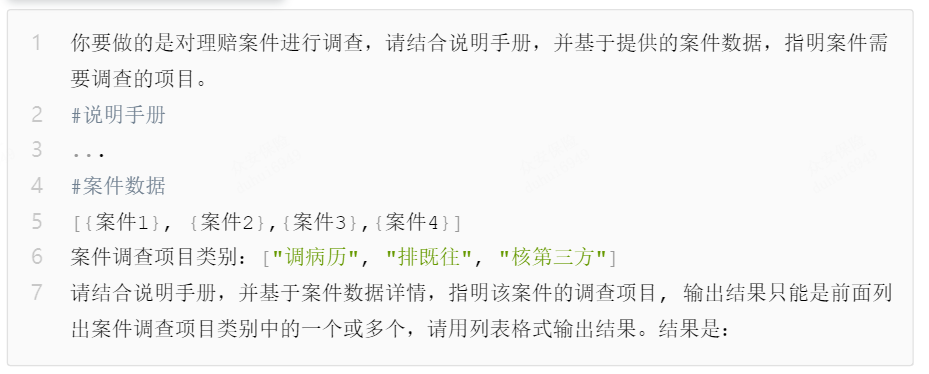 1 你要做的是对理赔案件进行调查，请结合说明手册，并基于提供的案件数据，指明案件需
要调查的项目。
2 #说明手册
3 ...
4 #案件数据
5 [{案件1}, {案件2},{案件3},{案件4}]
6 案件调查项目类别：["调病历", "排既往", "核第三方"]
7 请结合说明手册，并基于案件数据详情，指明该案件的调查项目, 输出结果只能是前面列
出案件调查项目类别中的一个或多个，请用列表格式输出结果。结果是：